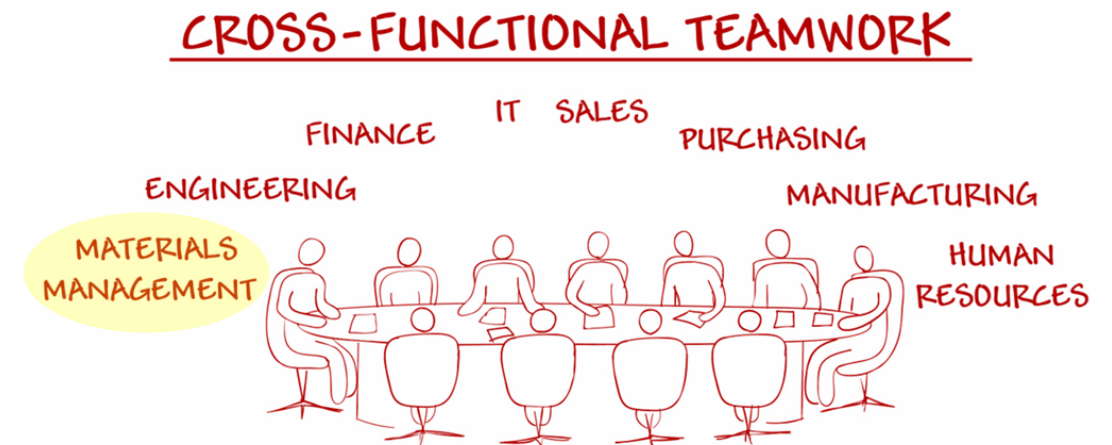 CROSS-FUNCTIONAL TEAMWORK
IT SALES
FINANCE
PURCHASING
ENGINEERING
MANUFACTURING
MATERIALS
MANAGEMENT
HUMAN
RESOURCES